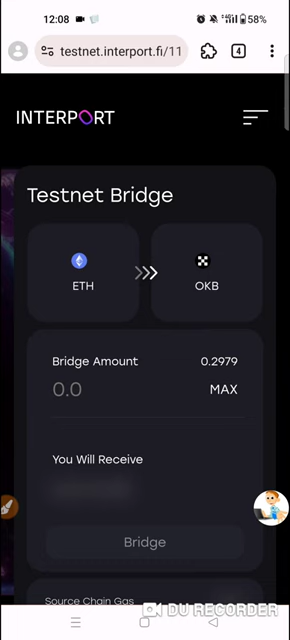 12:08
58%
testnet.interport.fi/11
4
INTERPORT
Testnet Bridge
ETH
OKB
Bridge Amount
0.2979
0.0
MAX
You Will Receive
Bridge
Source Chain Gas
DU RECORDER